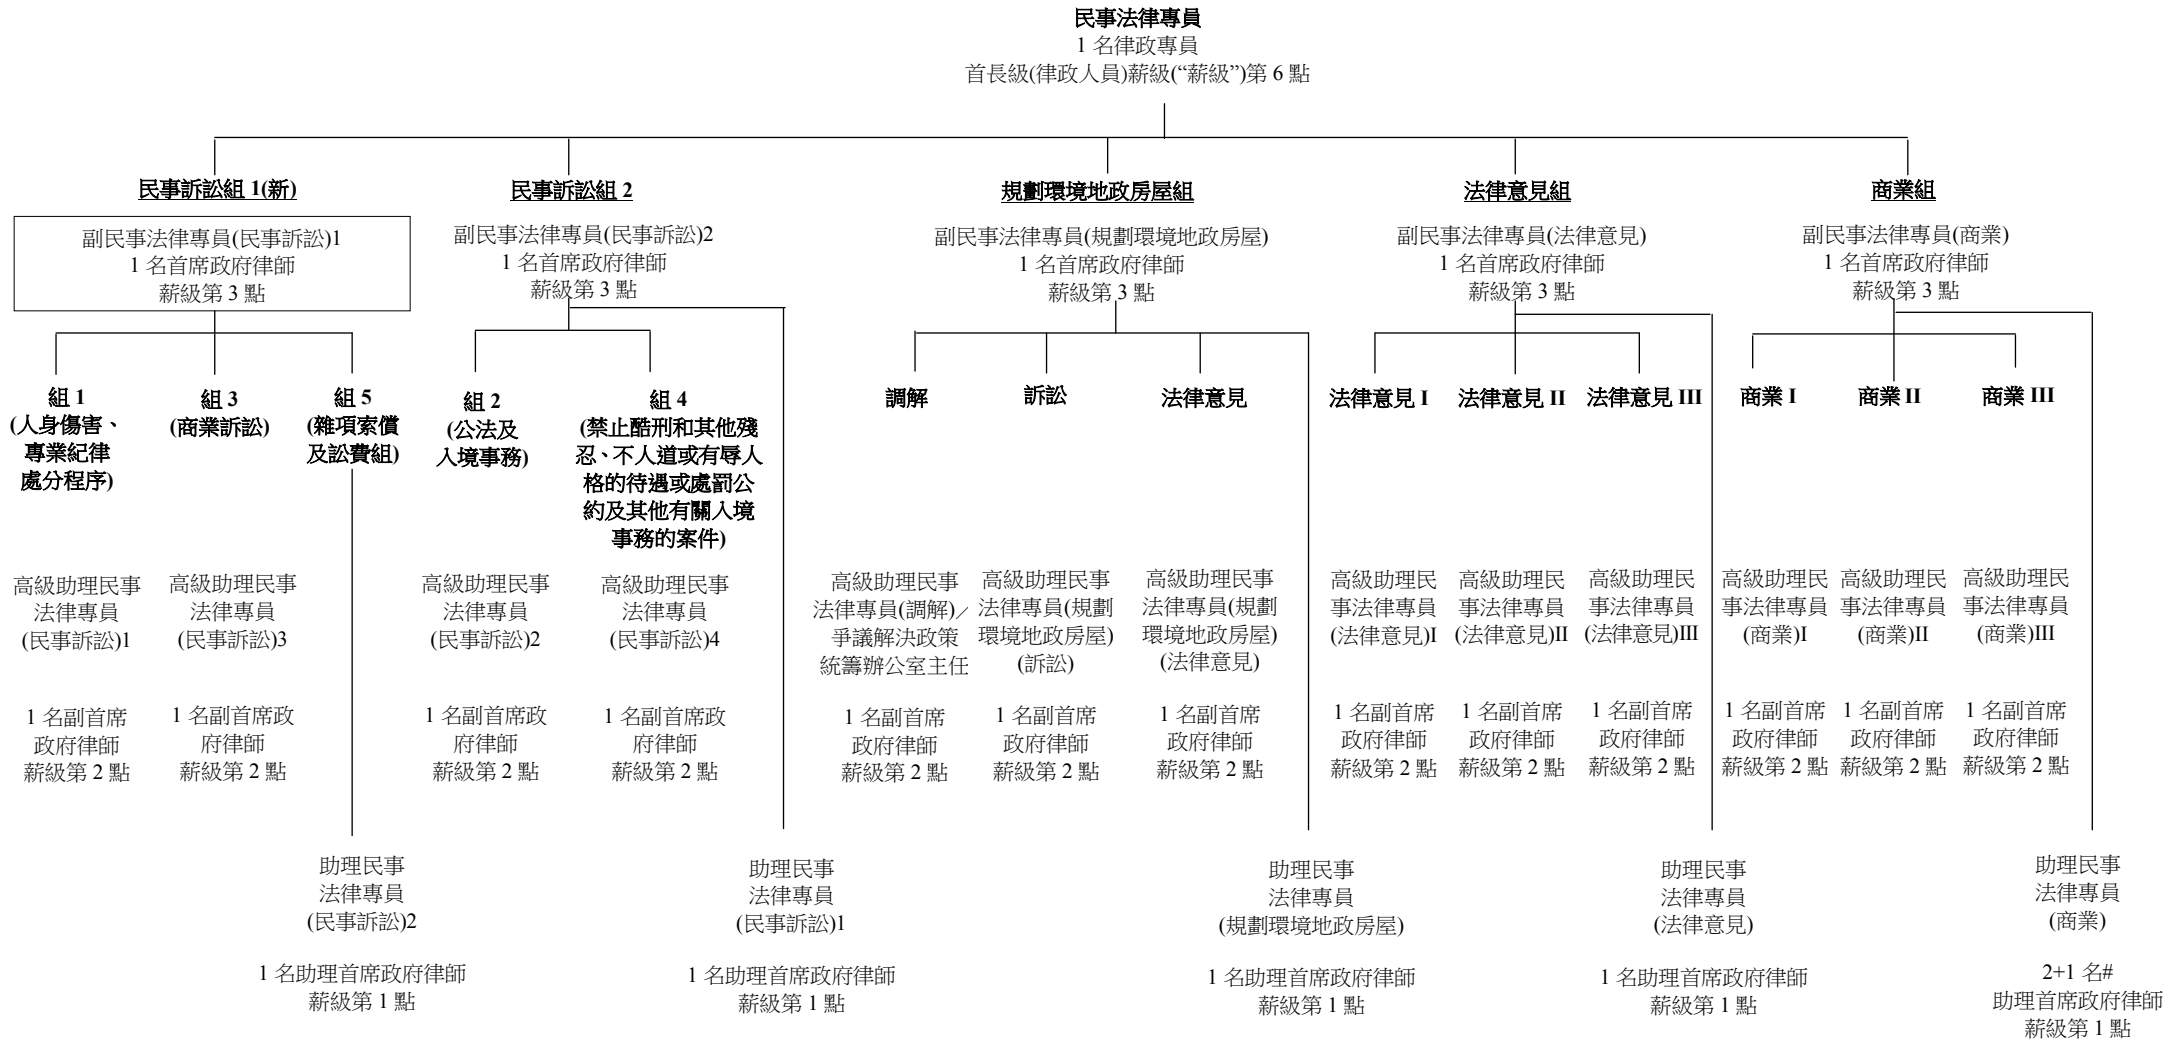 民事法律專員
1 名律政專員
首長級(律政人員)薪級(“薪級”)第 6 點
民事訴訟組 1(新)
副民事法律專員(民事訴訟)1
1 名首席政府律師
薪級第 3 點
民事訴訟組 2
副民事法律專員(民事訴訟)2
1 名首席政府律師
薪級第 3 點
規劃環境地政房屋組
副民事法律專員(規劃環境地政房屋)
1 名首席政府律師
薪級第 3 點
法律意見組
副民事法律專員(法律意見)
1 名首席政府律師
薪級第 3 點
商業組
副民事法律專員(商業)
1 名首席政府律師
薪級第 3 點
組 1
(人身傷害、
專業紀律
處分程序)
組 3
(商業訴訟)
組 5
(雜項索償
及訟費組)
組 2
(公法及
入境事務)
組 4
(禁止酷刑和其他殘
忍、不人道或有辱人
格的待遇或處罰公
約及其他有關入境
事務的案件)
調解
訴訟
法律意見
法律意見 I
法律意見 II
法律意見 III
商業 I
商業 II
商業 III
高級助理民事
法律專員
(民事訴訟)1
高級助理民事
法律專員
(民事訴訟)3
高級助理民事
法律專員
(民事訴訟)2
高級助理民事
法律專員
(民事訴訟)4
高級助理民事
法律專員(調解)／
爭議解決政策
統籌辦公室主任
高級助理民事
法律專員(規劃
環境地政房屋)
(訴訟)
高級助理民事
法律專員(規劃
環境地政房屋)
(法律意見)
高級助理民
事法律專員
(法律意見)I
高級助理民
事法律專員
(法律意見)II
高級助理民
事法律專員
(法律意見)III
高級助理民
事法律專員
(商業)I
高級助理民
事法律專員
(商業)II
高級助理民
事法律專員
(商業)III
1 名副首席
政府律師
薪級第 2 點
1 名副首席政
府律師
薪級第 2 點
1 名副首席政
府律師
薪級第 2 點
1 名副首席政
府律師
薪級第 2 點
1 名副首席
政府律師
薪級第 2 點
1 名副首席
政府律師
薪級第 2 點
1 名副首席
政府律師
薪級第 2 點
1 名副首席
政府律師
薪級第 2 點
1 名副首席
政府律師
薪級第 2 點
1 名副首席
政府律師
薪級第 2 點
1 名副首席
政府律師
薪級第 2 點
1 名副首席
政府律師
薪級第 2 點
1 名副首席
政府律師
薪級第 2 點
助理民事
法律專員
(民事訴訟)2
1 名助理首席政府律師
薪級第 1 點
助理民事
法律專員
(民事訴訟)1
1 名助理首席政府律師
薪級第 1 點
助理民事
法律專員
(規劃環境地政房屋)
1 名助理首席政府律師
薪級第 1 點
助理民事
法律專員
(法律意見)
1 名助理首席政府律師
薪級第 1 點
助理民事
法律專員
(商業)
2+1 名#
助理首席政府律師
薪級第 1 點